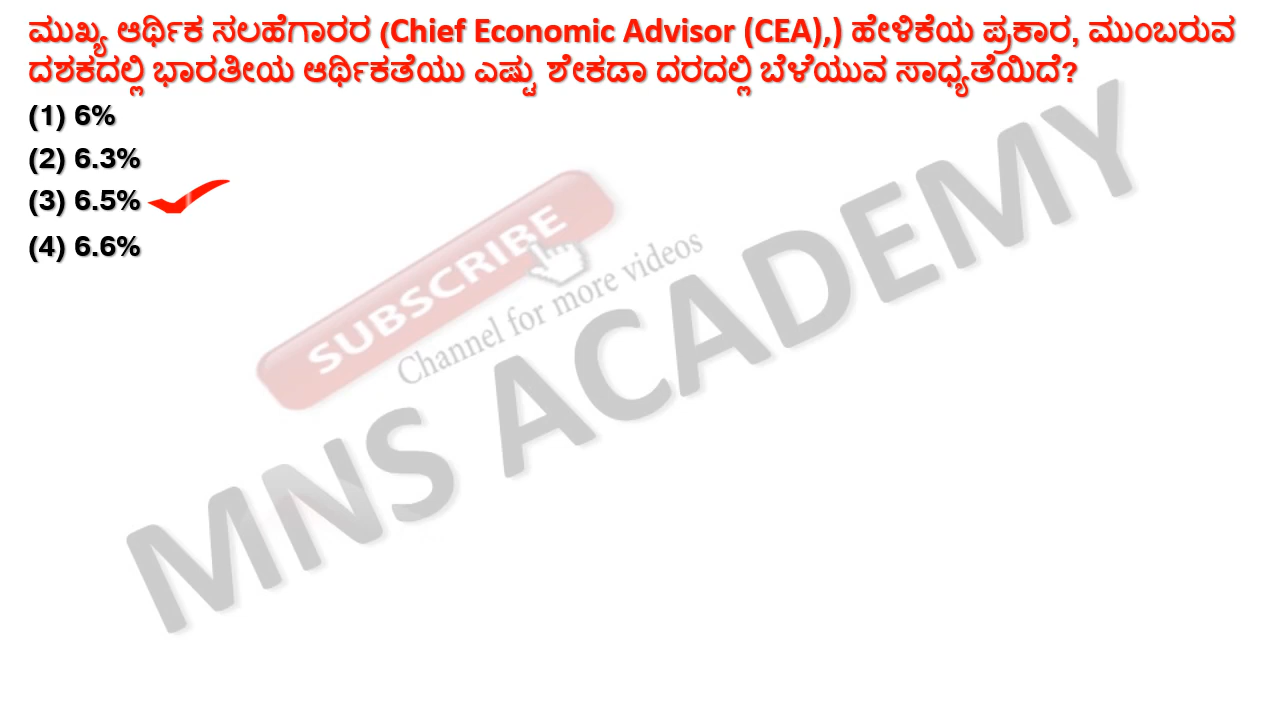 ಮುಖ್ಯ ಆರ್ಥಿಕ ಸಲಹೆಗಾರರ (Chief Economic Advisor (CEA),) ಹೇಳಿಕೆಯ ಪ್ರಕಾರ, ಮುಂಬರುವ
ದಶಕದಲ್ಲಿ ಭಾರತೀಯ ಆರ್ಥಿಕತೆಯು ಎಷ್ಟು ಶೇಕಡಾ ದರದಲ್ಲಿ ಬೆಳೆಯುವ ಸಾಧ್ಯತೆಯಿದೆ?
(1) 6%
(2) 6.3%
(3) 6.5%
(4) 6.6%
SUBSCRIBE
Channel for more videos
MNS ACADEMY